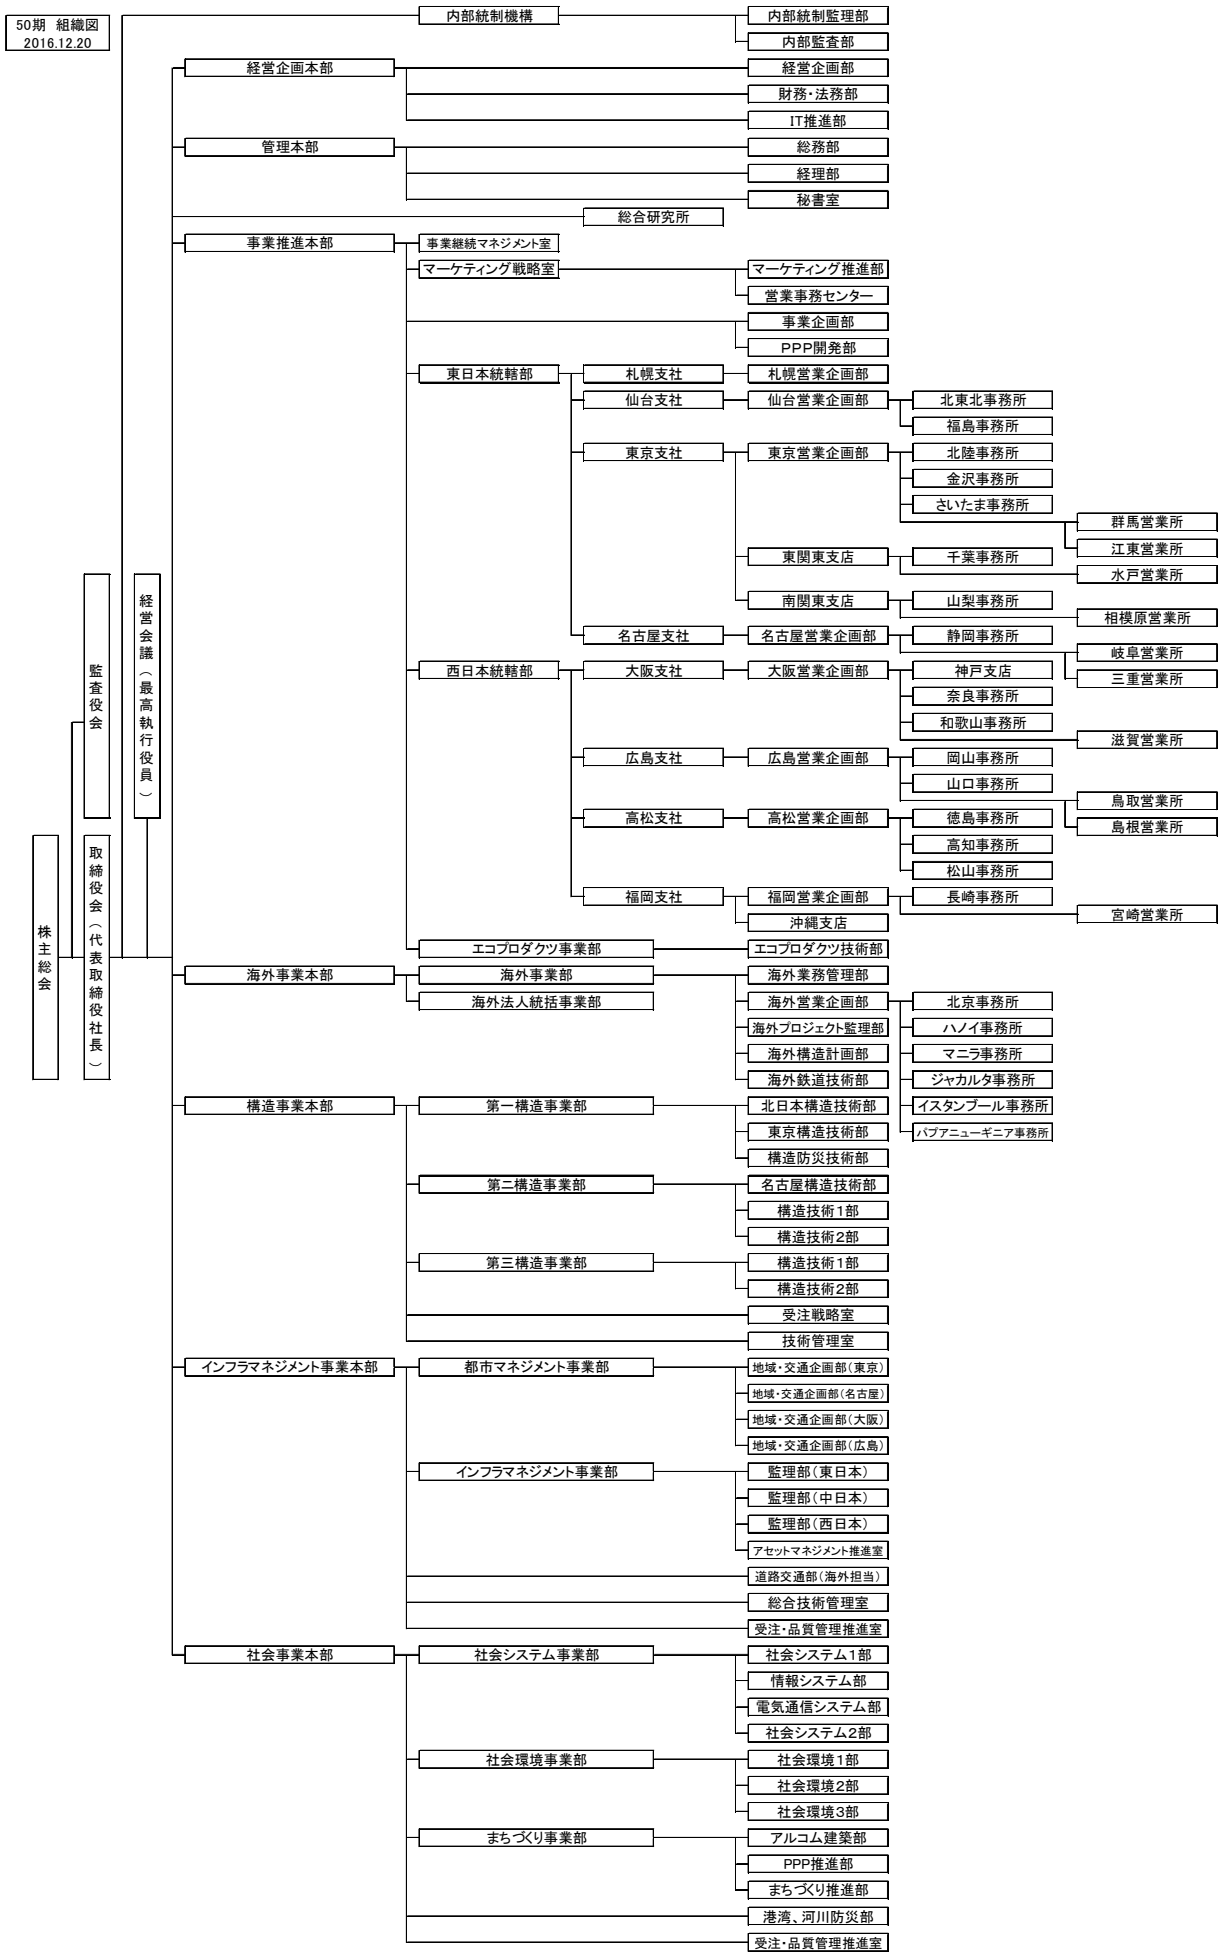 50期 組織図
2016.12.20
内部統制機構
内部統制監理部
内部監査部
経営企画本部
経営企画部
財務・法務部
IT推進部
管理本部
総務部
経理部
秘書室
総合研究所
事業推進本部
事業継続マネジメント室
マーケティング戦略室
マーケティング推進部
営業事務センター
事業企画部
PPP開発部
東日本統轄部
札幌支社
札幌営業企画部
仙台支社
仙台営業企画部
北東北事務所
福島事務所
東京支社
東京営業企画部
北陸事務所
金沢事務所
さいたま事務所
群馬営業所
江東営業所
東関東支店
千葉事務所
水戸営業所
南関東支店
山梨事務所
相模原営業所
名古屋支社
名古屋営業企画部
静岡事務所
岐阜営業所
三重営業所
西日本統轄部
大阪支社
大阪営業企画部
神戸支店
奈良事務所
和歌山事務所
滋賀営業所
広島支社
広島営業企画部
岡山事務所
山口事務所
鳥取営業所
島根営業所
高松支社
高松営業企画部
徳島事務所
高知事務所
松山事務所
福岡支社
福岡営業企画部
長崎事務所
宮崎営業所
沖縄支店
エコプロダクツ事業部
エコプロダクツ技術部
株主総会
監査役会
取締役会(代表取締役社長)
経営会議(最高執行役員)
海外事業本部
海外事業部
海外業務管理部
海外法人統括事業部
海外営業企画部
北京事務所
海外プロジェクト監理部
ハノイ事務所
海外構造計画部
マニラ事務所
海外鉄道技術部
ジャカルタ事務所
イスタンブール事務所
パプアニューギニア事務所
構造事業本部
第一構造事業部
北日本構造技術部
東京構造技術部
構造防災技術部
第二構造事業部
名古屋構造技術部
構造技術1部
構造技術2部
第三構造事業部
構造技術1部
構造技術2部
受注戦略室
技術管理室
インフラマネジメント事業本部
都市マネジメント事業部
地域・交通企画部(東京)
地域・交通企画部(名古屋)
地域・交通企画部(大阪)
地域・交通企画部(広島)
インフラマネジメント事業部
監理部(東日本)
監理部(中日本)
監理部(西日本)
アセットマネジメント推進室
道路交通部(海外担当)
総合技術管理室
受注・品質管理推進室
社会事業本部
社会システム事業部
社会システム1部
情報システム部
電気通信システム部
社会システム2部
社会環境事業部
社会環境1部
社会環境2部
社会環境3部
まちづくり事業部
アルコム建築部
PPP推進部
まちづくり推進部
港湾、河川防災部
受注・品質管理推進室